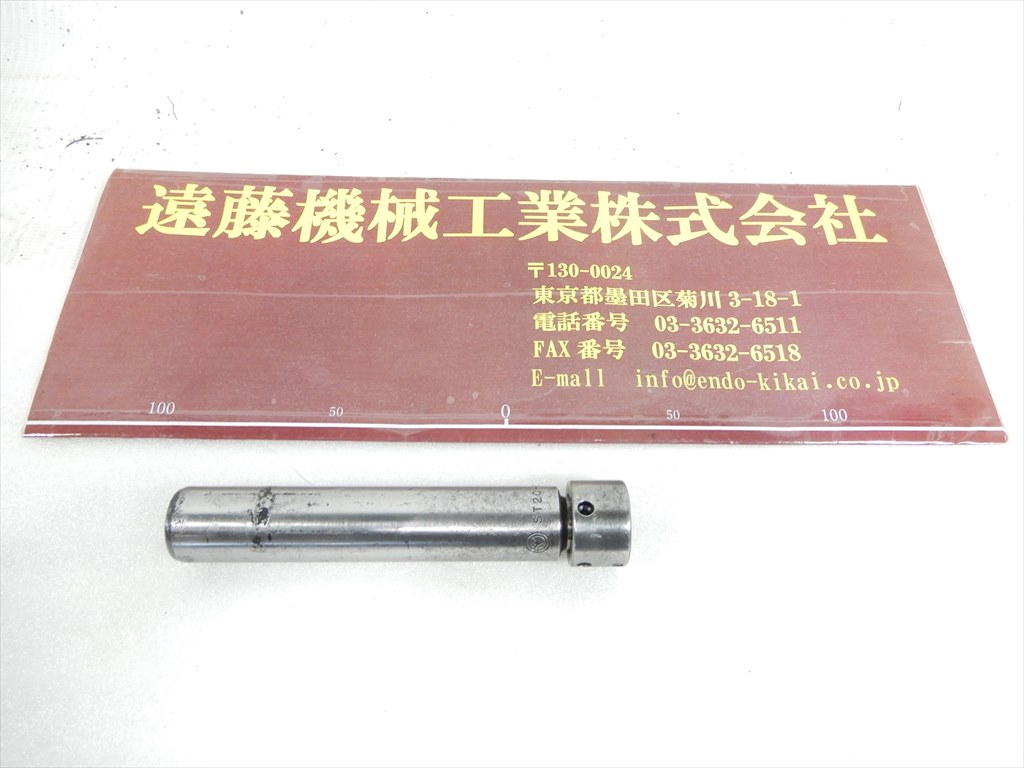 遠藤機械工業株式会社
〒130-0024
東京都墨田区菊川 3-18-1
電話番号 03-3632-6511
FAX 番号 03-3632-6518
E-mall info@endo-kikai.co.jp
100 50 0 50 100